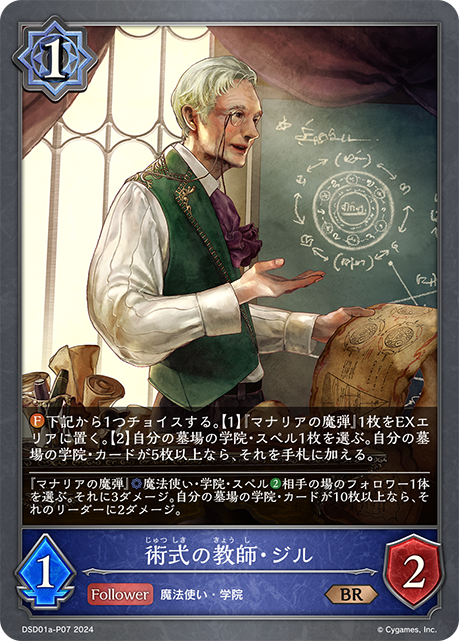 1
下記から1つチョイスする。【1】『マナリアの魔弾』1枚をEXエ
リアに置く。【2】自分の墓場の学院・スペル1枚を選ぶ。自分の墓
場の学院・カードが5枚以上なら、それを手札に加える。
『マナリアの魔弾』魔法使い・学院・スペル2相手の場のフォロワー1体
を選ぶ。それに3ダメージ。自分の墓場の学院・カードが10枚以上なら、そ
れのリーダーに2ダメージ。
じゅつしき きょうし
術式の教師・ジル
1
Follower 魔法使い・学院 BR
2
DSD01a-P07 2024 © Cygames, Inc.